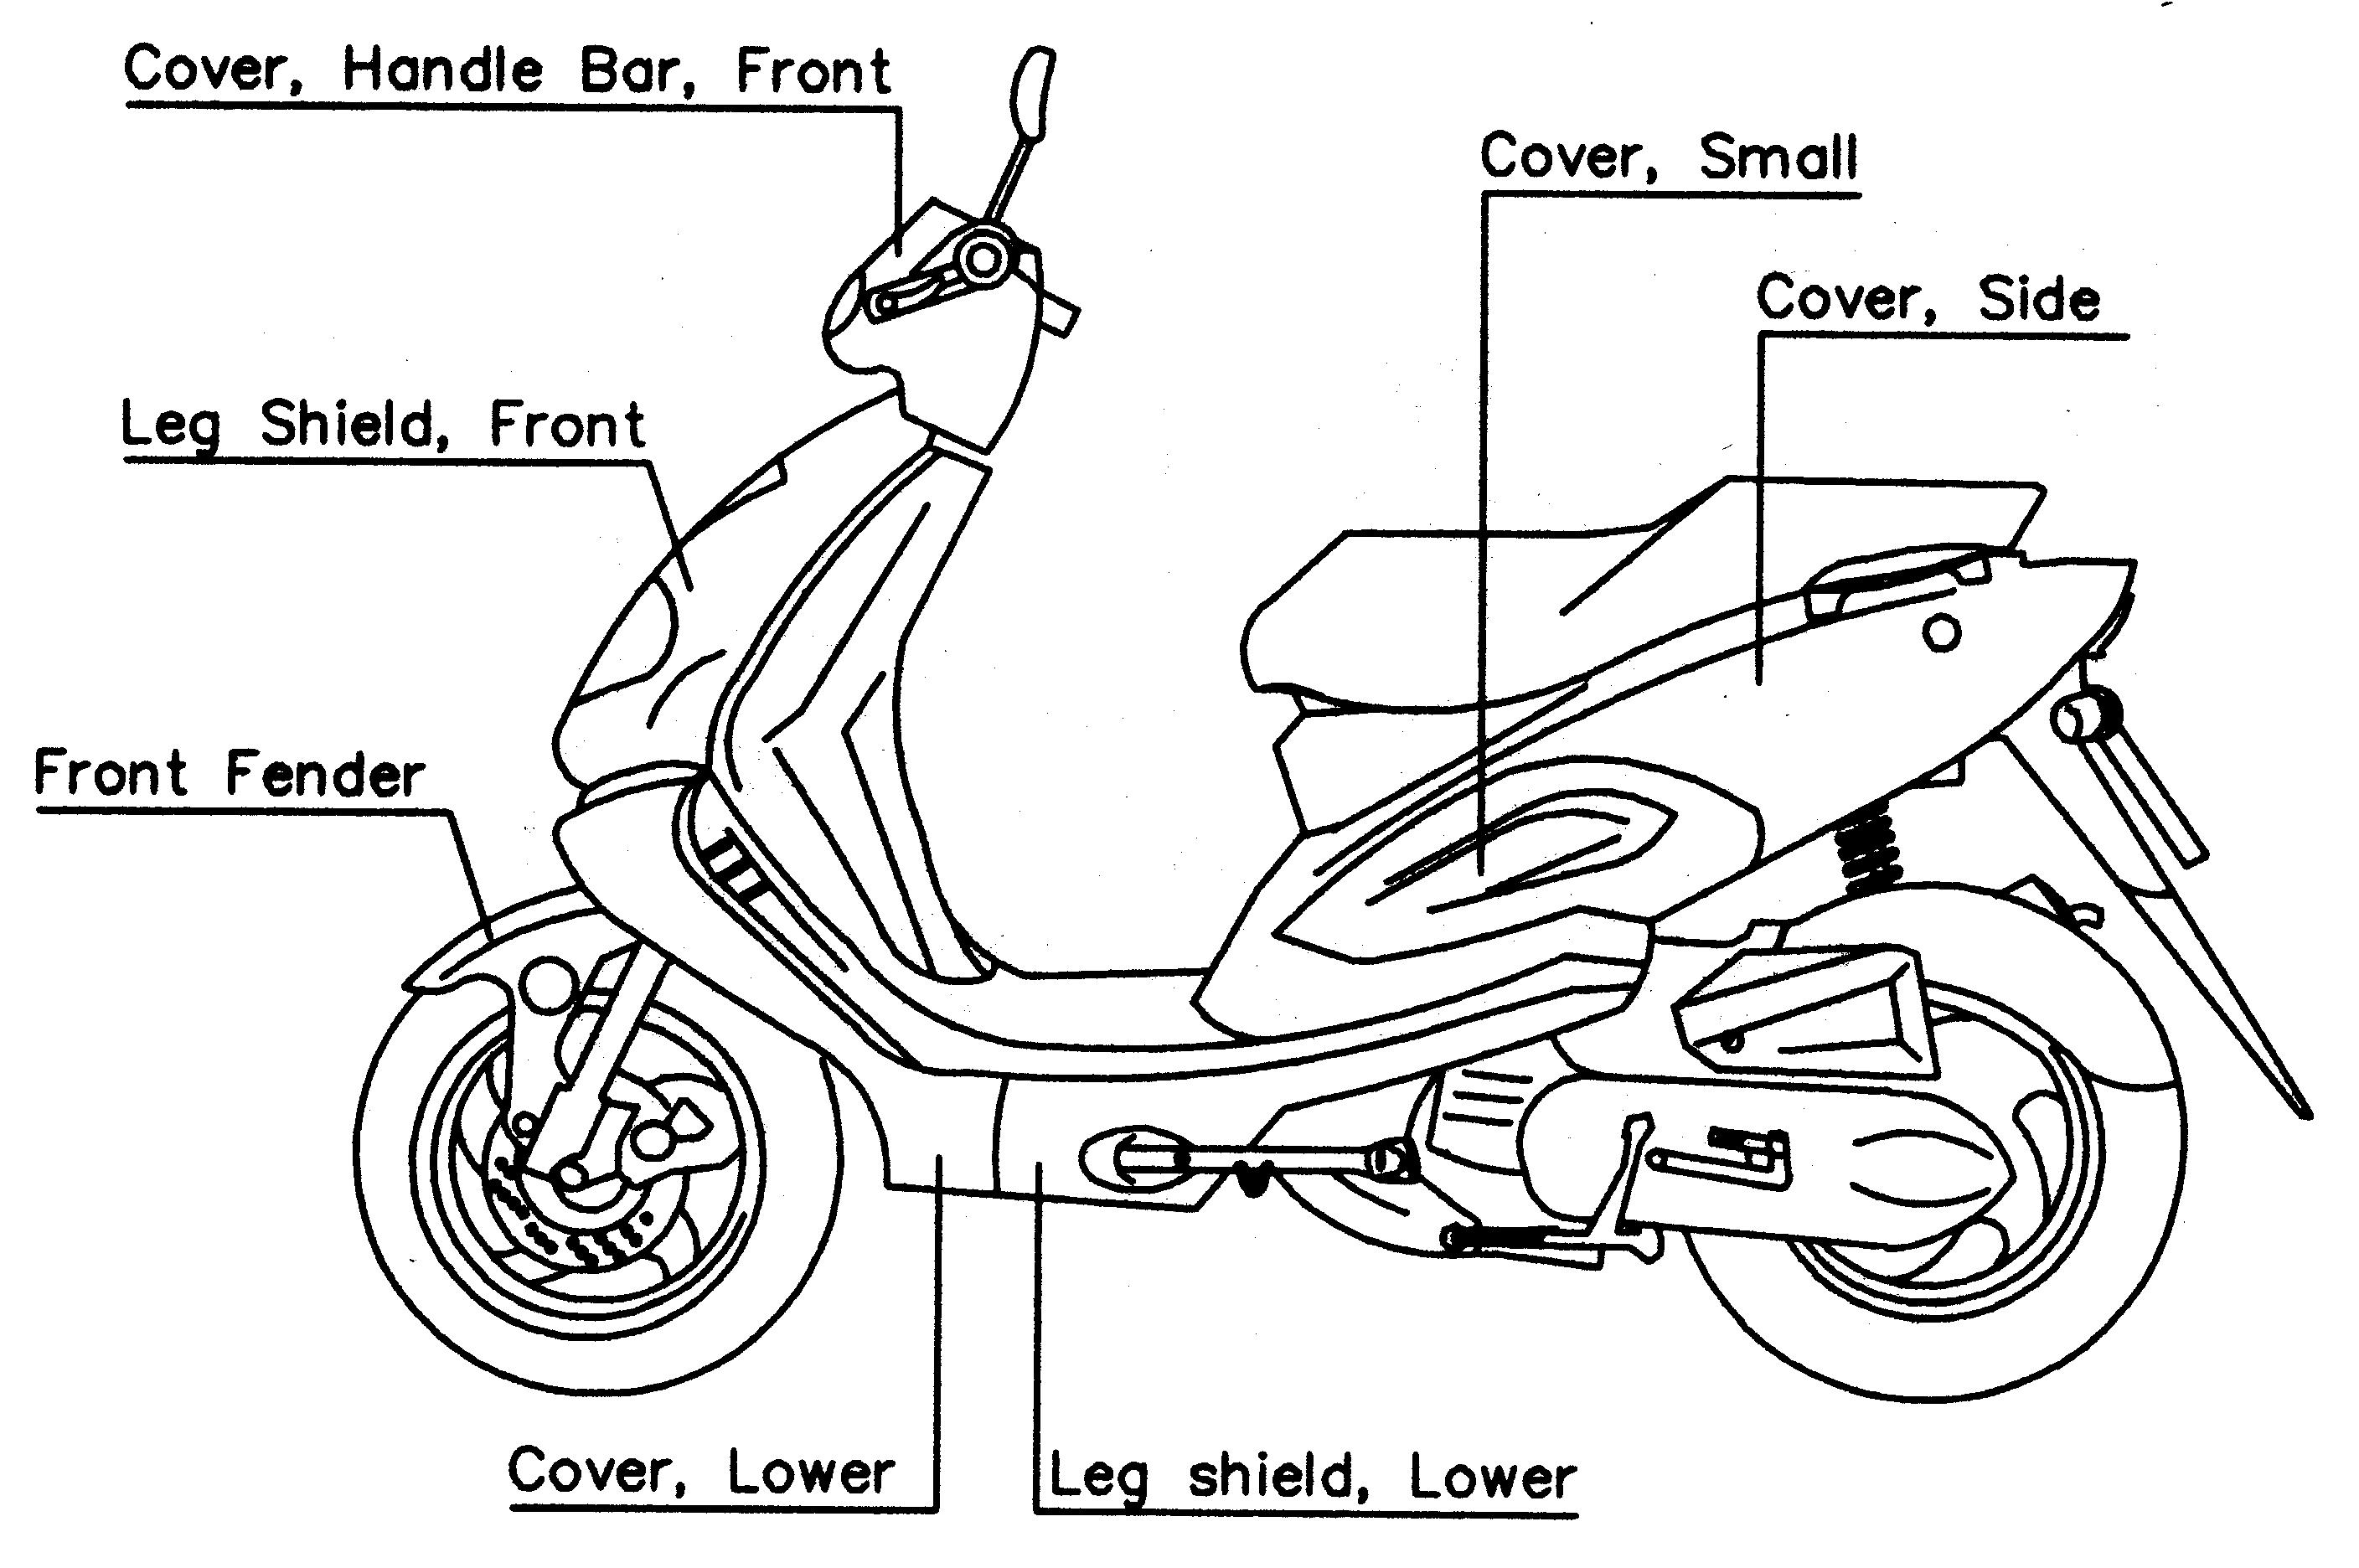 Cover, Handle Bar, Front
Cover, Small
Cover, Side
Leg Shield, Front
Front Fender
Cover, Lower
Leg shield, Lower